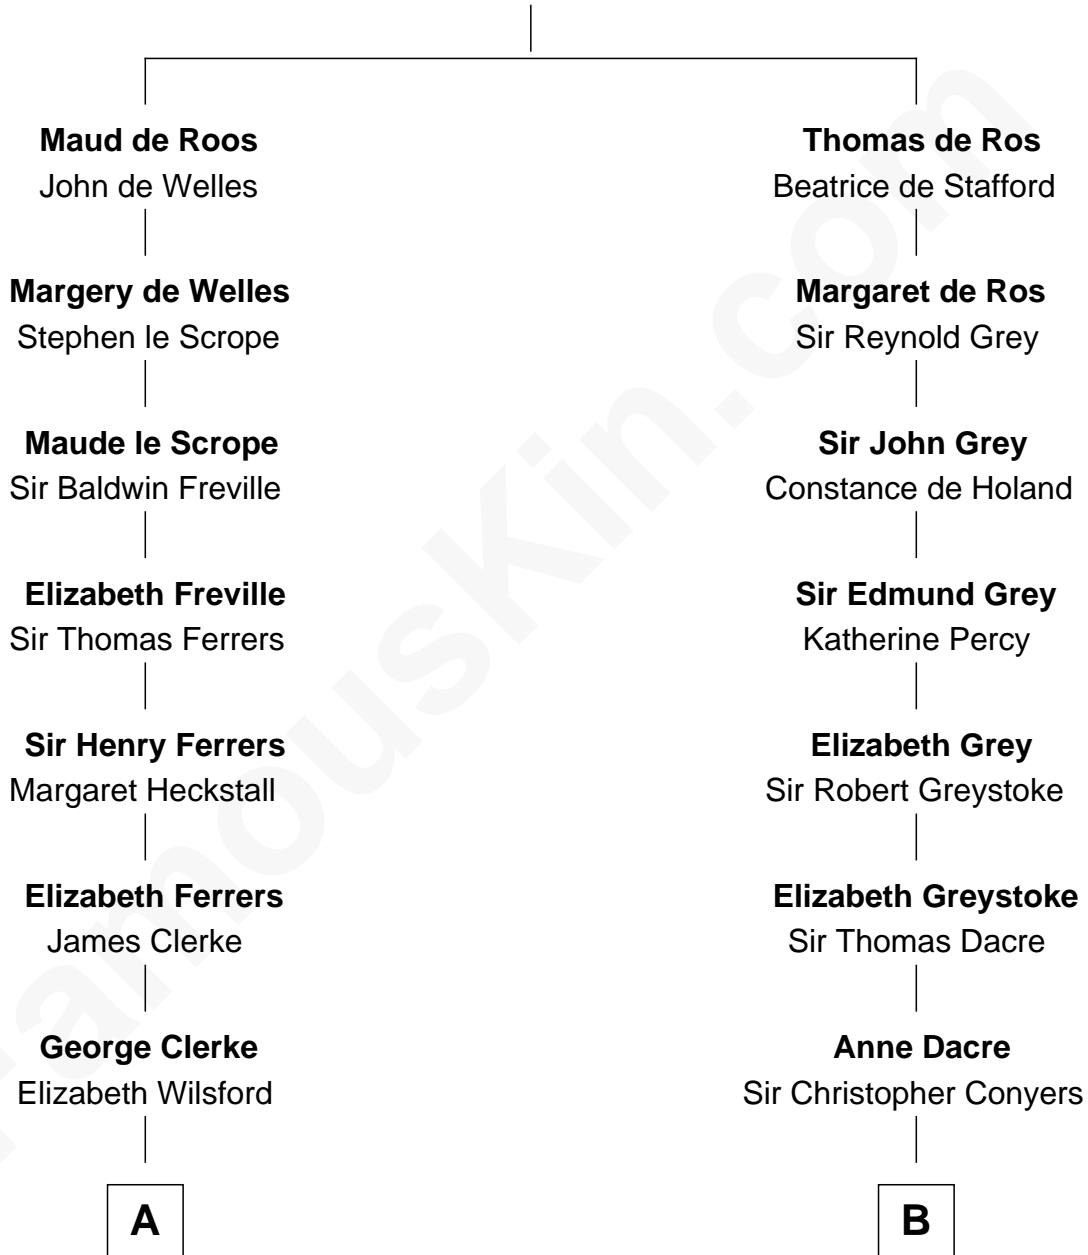 Maud de Roos
John de Welles
Margery de Welles
Stephen le Scrope
Maude le Scrope
Sir Baldwin Freville
Elizabeth Freville
Sir Thomas Ferrers
Sir Henry Ferrers
Margaret Heckstall
Elizabeth Ferrers
James Clerke
George Clerke
Elizabeth Wilsford
A
Thomas de Ros
Beatrice de Stafford
Margaret de Ros
Sir Reynold Grey
Sir John Grey
Constance de Holand
Sir Edmund Grey
Katherine Percy
Elizabeth Grey
Sir Robert Greystoke
Elizabeth Greystoke
Sir Thomas Dacre
Anne Dacre
Sir Christopher Conyers
B
FamousKin.com